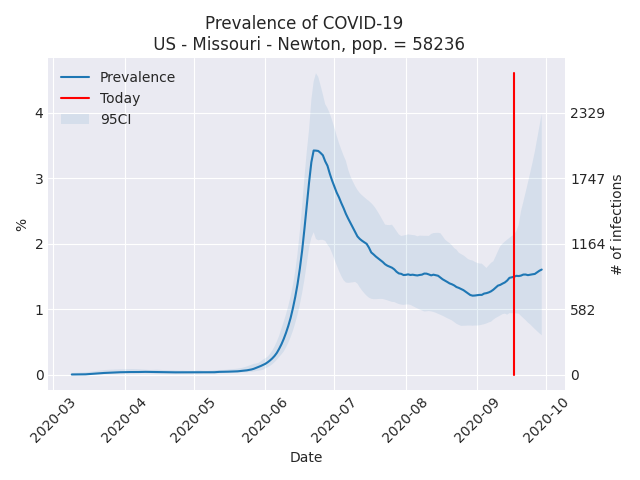 Prevalence of COVID-19
US - Missouri - Newton, pop. = 58236
Prevalence
Today
95CI
4
3
2
1
0
%
2329
1747
1164
582
0
# of infections
2020-03
2020-04
2020-05
2020-06
2020-07
2020-08
2020-09
2020-10
Date